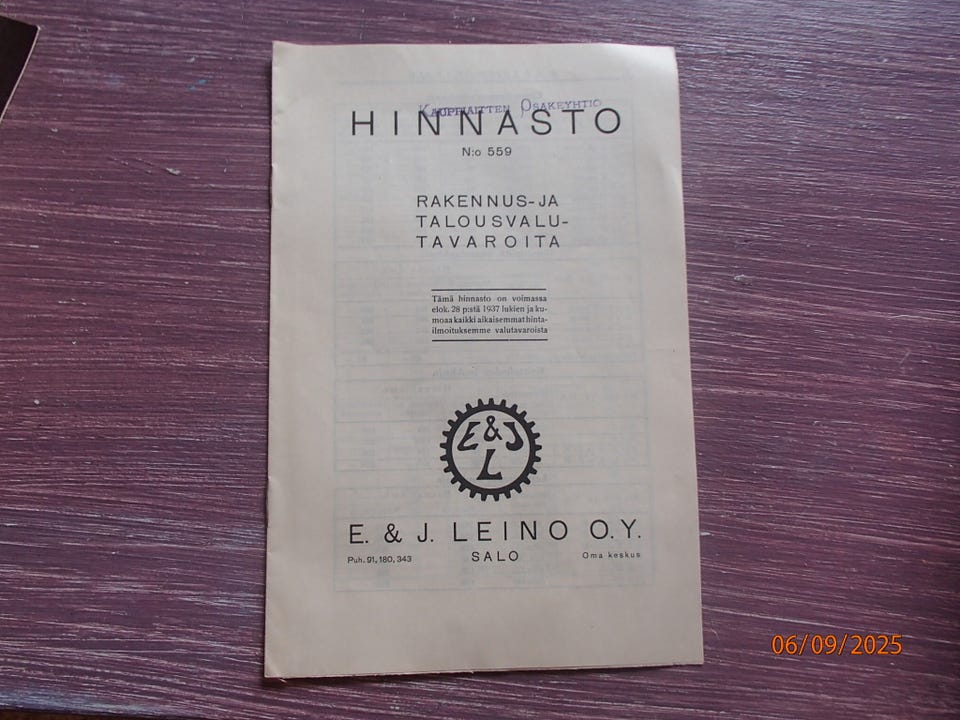 KAUPPIAITTEN OSAKEYHTIÖ
HINNASTO
N:o 559
RAKENNUS- JA
TALOUSVALU-
TAVAROITA
Tämä hinnasto on voimassa
elok. 28 p:stä 1937 lukien ja ku-
moaa kaikki aikaisemmat hinta-
ilmoituksemme valutavaroista
E & J
L
E. & J. LEINO O.Y.
Puh. 91, 180, 343 SALO Oma keskus
06/09/2025